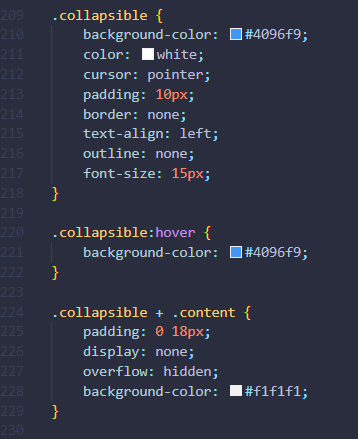 209 .collapsible {
210 background-color: #4096f9;
211 color: white;
212 cursor: pointer;
213 padding: 10px;
214 border: none;
215 text-align: left;
216 outline: none;
217 font-size: 15px;
218 }
219
220 .collapsible:hover {
221 background-color: #4096f9;
222 }
223
224 .collapsible + .content {
225 padding: 0 18px;
226 display: none;
227 overflow: hidden;
228 background-color: #f1f1f1;
229 }
230